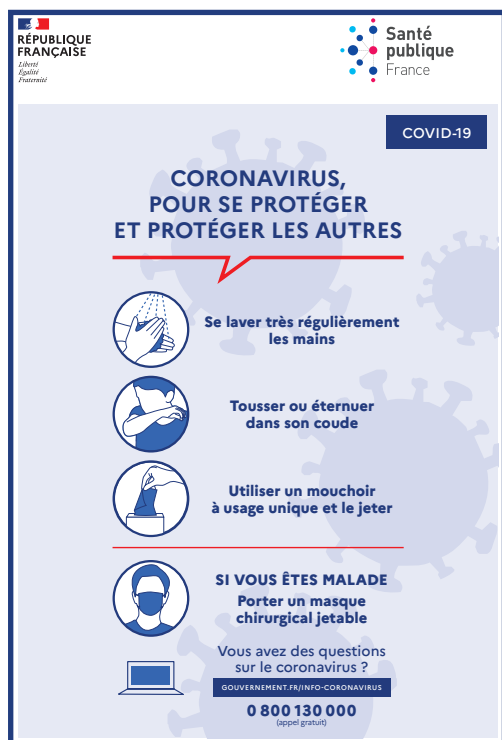 RÉPUBLIQUE
FRANÇAISE
Liberté
Égalité
Fraternité
Santé
publique
France
COVID-19
CORONAVIRUS,
POUR SE PROTÉGER
ET PROTÉGER LES AUTRES
Se laver très régulièrement
les mains
Tousser ou éternuer
dans son coude
Utiliser un mouchoir
à usage unique et le jeter
SI VOUS ÊTES MALADE
Porter un masque
chirurgical jetable
Vous avez des questions
sur le coronavirus ?
GOUVERNEMENT.FR/INFO-CORONAVIRUS
0 800 130 000
(appel gratuit)